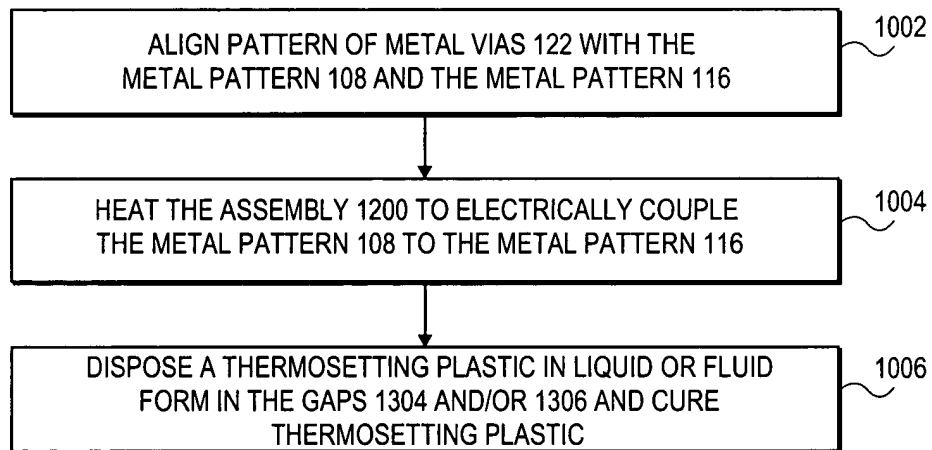 ALIGN PATTERN OF METAL VIAS 122 WITH THE
METAL PATTERN 108 AND THE METAL PATTERN 116
1002
HEAT THE ASSEMBLY 1200 TO ELECTRICALLY COUPLE
THE METAL PATTERN 108 TO THE METAL PATTERN 116
1004
DISPOSE A THERMOSETTING PLASTIC IN LIQUID OR FLUID
FORM IN THE GAPS 1304 AND/OR 1306 AND CURE
THERMOSETTING PLASTIC
1006